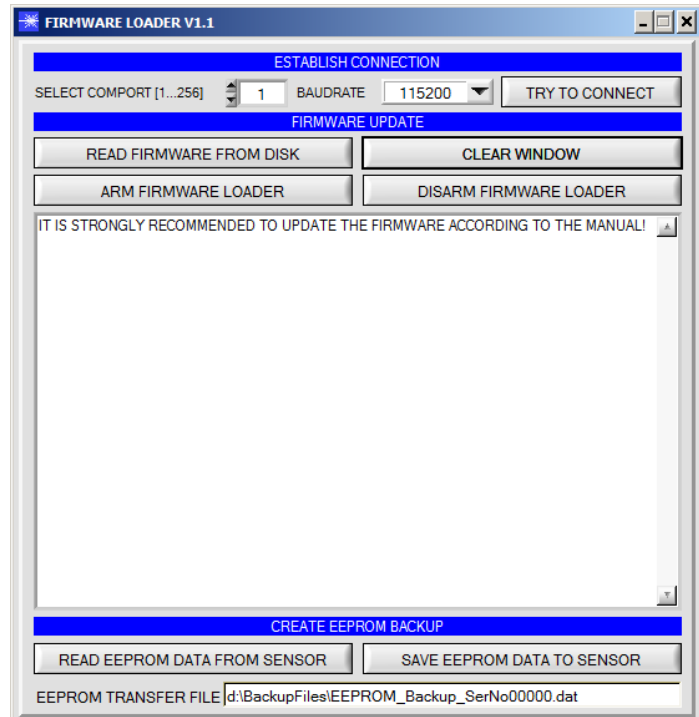 FIRMWARE LOADER V1.1
ESTABLISH CONNECTION
SELECT COMPORT [1...256] 1 BAUDRATE 115200 TRY TO CONNECT
FIRMWARE UPDATE
READ FIRMWARE FROM DISK CLEAR WINDOW
ARM FIRMWARE LOADER DISARM FIRMWARE LOADER
IT IS STRONGLY RECOMMENDED TO UPDATE THE FIRMWARE ACCORDING TO THE MANUAL!
CREATE EEPROM BACKUP
READ EEPROM DATA FROM SENSOR SAVE EEPROM DATA TO SENSOR
EEPROM TRANSFER FILE d:\BackupFiles\EEPROM_Backup_SerNo00000.dat